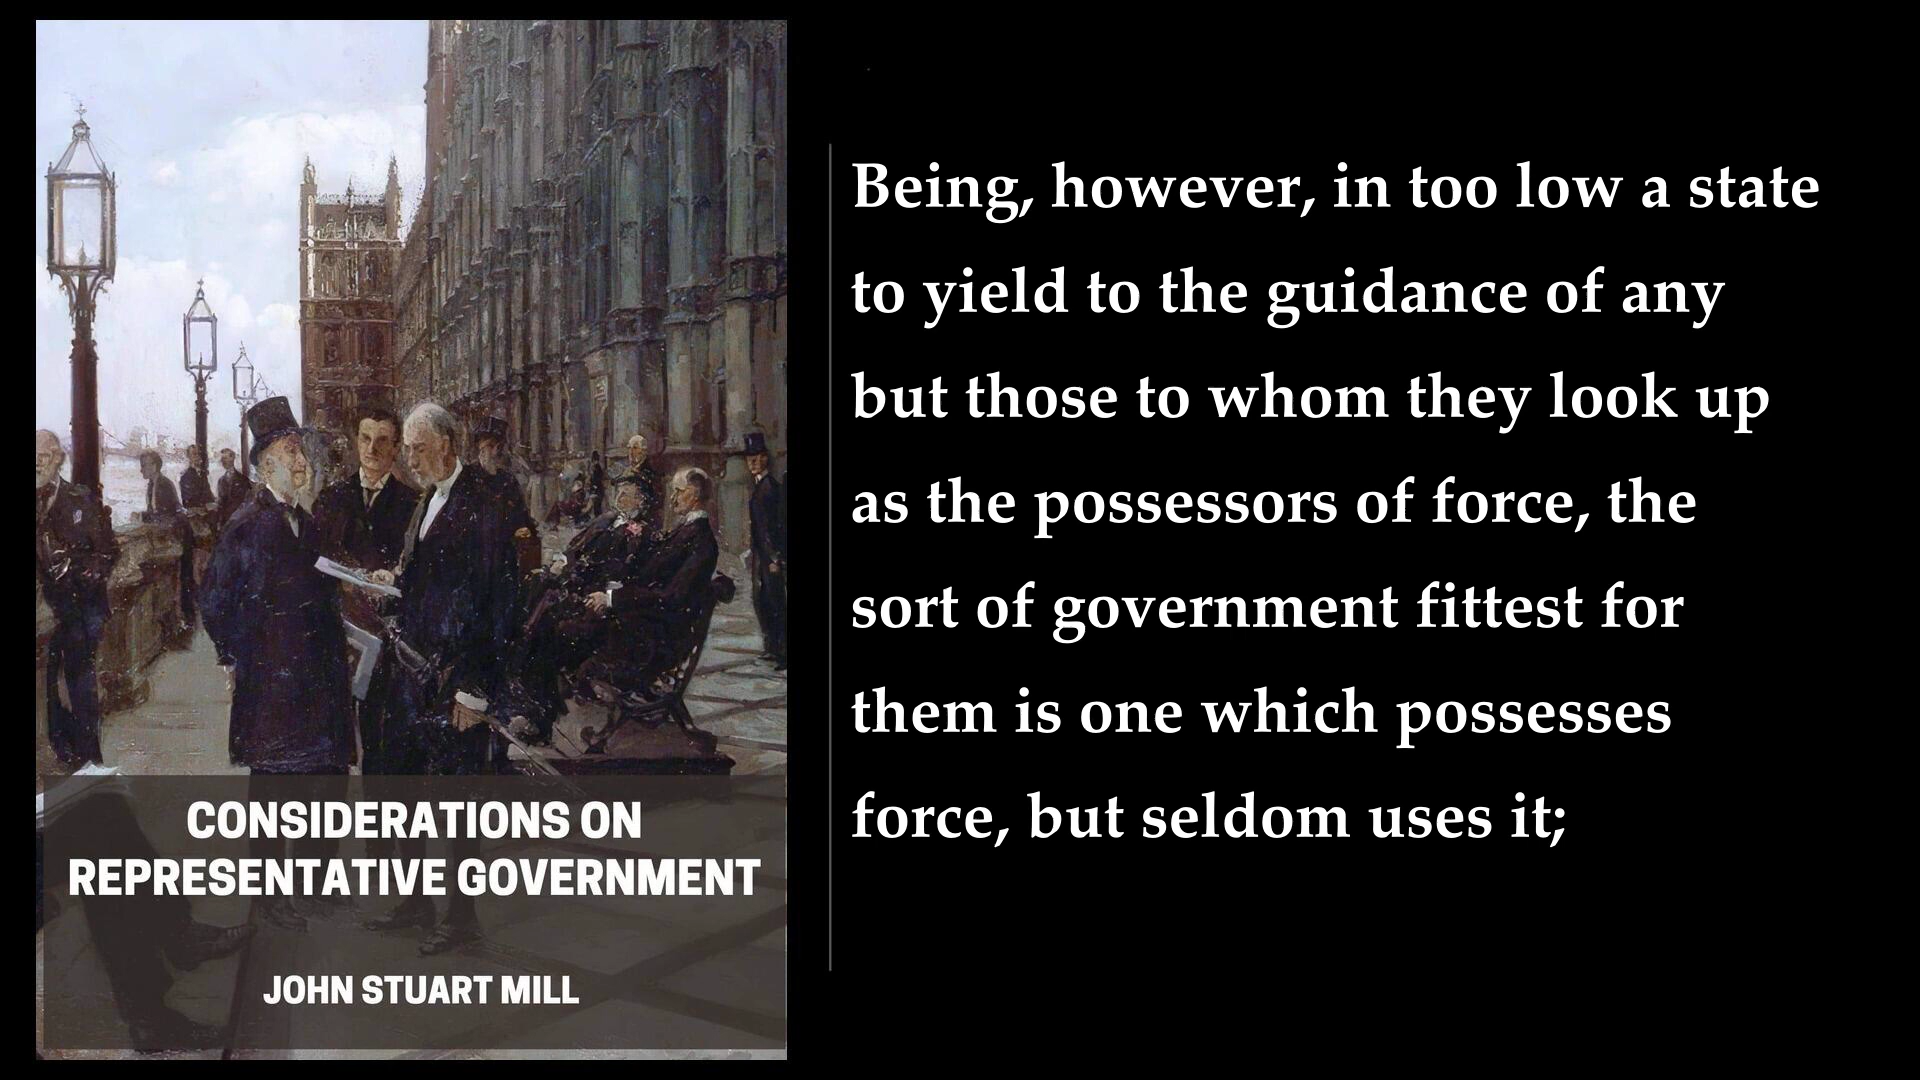 Being, however, in too low a state
to yield to the guidance of any
but those to whom they look up
as the possessors of force, the
sort of government fittest for
them is one which possesses
force, but seldom uses it;
CONSIDERATIONS ON
REPRESENTATIVE GOVERNMENT
JOHN STUART MILL